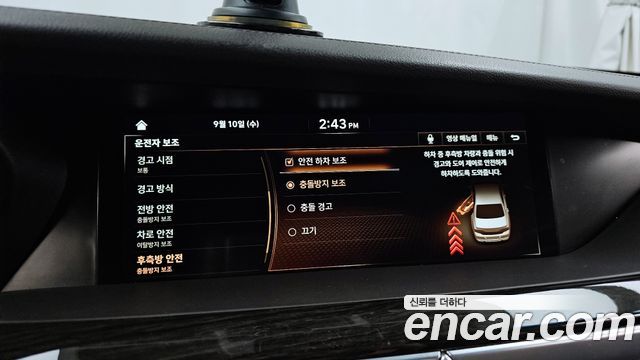 9월 10일 (수)
2:43 PM
운전자 보조
영상 매뉴얼
메뉴
경고 시점
보통
경고 방식
전방 안전
충돌방지 보조
차로 안전
이탈방지 보조
후측방 안전
충돌방지 보조
안전 하차 보조
충돌방지 보조
충돌 경고
끄기
하차 중 후측방 차량과 충돌 위험 시
경고와 도어 제어로 안전하게
하차하도록 도와줍니다.
신뢰를 더하다
encar.com